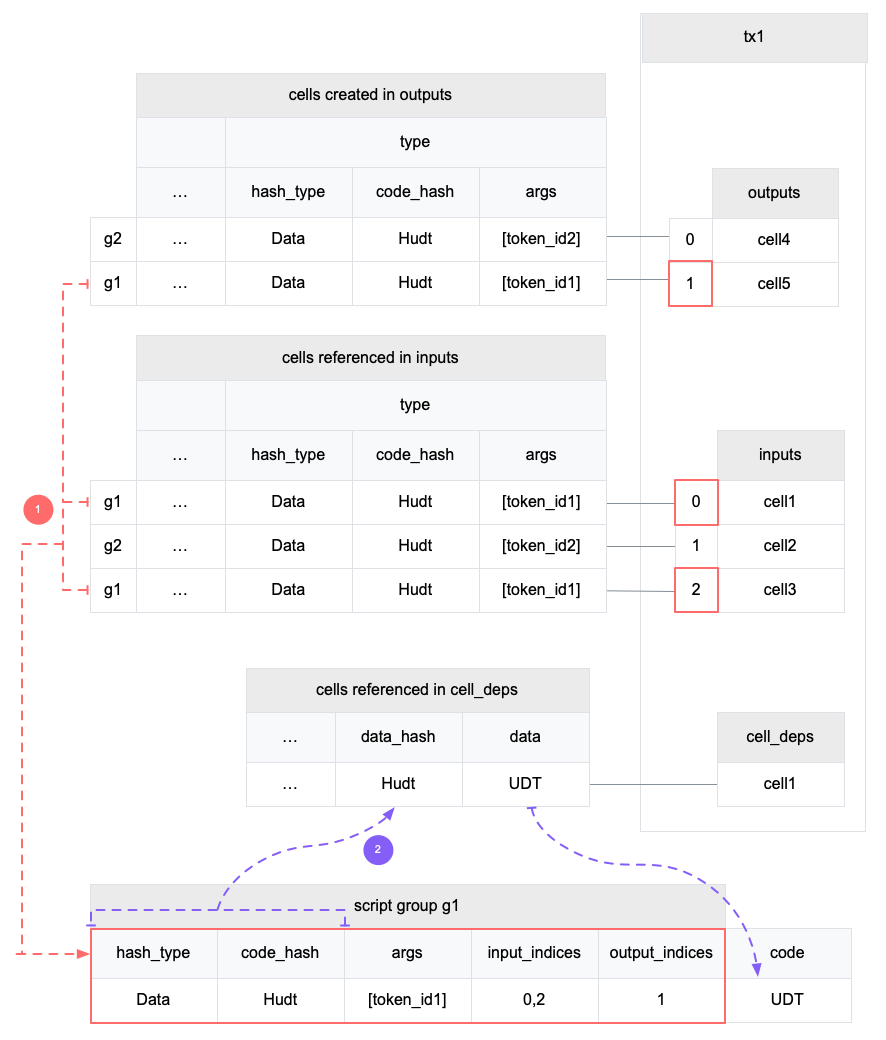 tx1
cells created in outputs
type
... hash_type code_hash args
outputs
g2 ... Data Hudt [token_id2] 0 cell4
g1 ... Data Hudt [token_id1] 1 cell5
cells referenced in inputs
type
... hash_type code_hash args
inputs
g1 ... Data Hudt [token_id1] 0 cell1
1
g2 ... Data Hudt [token_id2] 1 cell2
g1 ... Data Hudt [token_id1] 2 cell3
cells referenced in cell_deps
... data_hash data
cell_deps
... Hudt UDT
cell1
2
script group g1
hash_type code_hash args input_indices output_indices code
Data Hudt [token_id1] 0,2 1 UDT